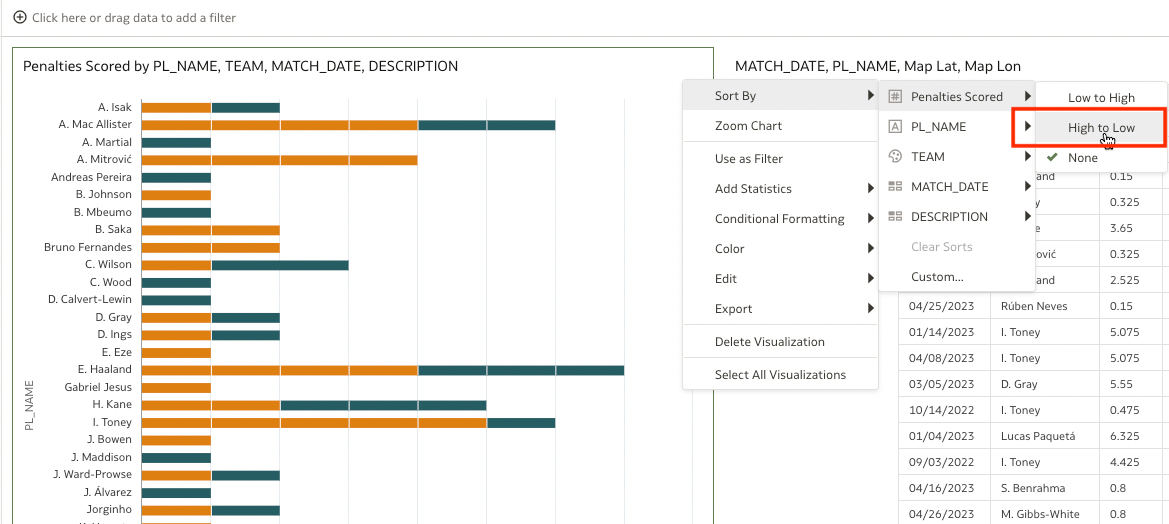 Click here or drag data to add a filter
Penalties Scored by PL_NAME, TEAM, MATCH_DATE, DESCRIPTION
A. Isak
A. Mac Allister
A. Martial
A. Mitrović
Andreas Pereira
B. Johnson
B. Mbeumo
B. Saka
Bruno Fernandes
C. Wilson
C. Wood
D. Calvert-Lewin
D. Gray
D. Ings
E. Eze
E. Haaland
Gabriel Jesus
H. Kane
I. Toney
J. Bowen
J. Maddison
J. Ward-Prowse
J. Álvarez
Jorginho
PL_NAME
MATCH_DATE, PL_NAME, Map Lat, Map Lon
Sort By
Zoom Chart
Use as Filter
Add Statistics
Conditional Formatting
Color
Edit
Export
Delete Visualization
Select All Visualizations
Penalties Scored
PL_NAME
TEAM
MATCH_DATE
DESCRIPTION
Clear Sorts
Custom...
Low to High
High to Low
None
and 0.15
y 0.325
e 3.65
ović 0.325
and 2.525
04/25/2023 Rúben Neves 0.15
01/14/2023 I. Toney 5.075
04/08/2023 I. Toney 5.075
03/05/2023 D. Gray 5.55
10/14/2022 I. Toney 0.475
01/04/2023 Lucas Paquetá 6.325
09/03/2022 I. Toney 4.425
04/16/2023 S. Benrahma 0.8
04/26/2023 M. Gibbs-White 0.8